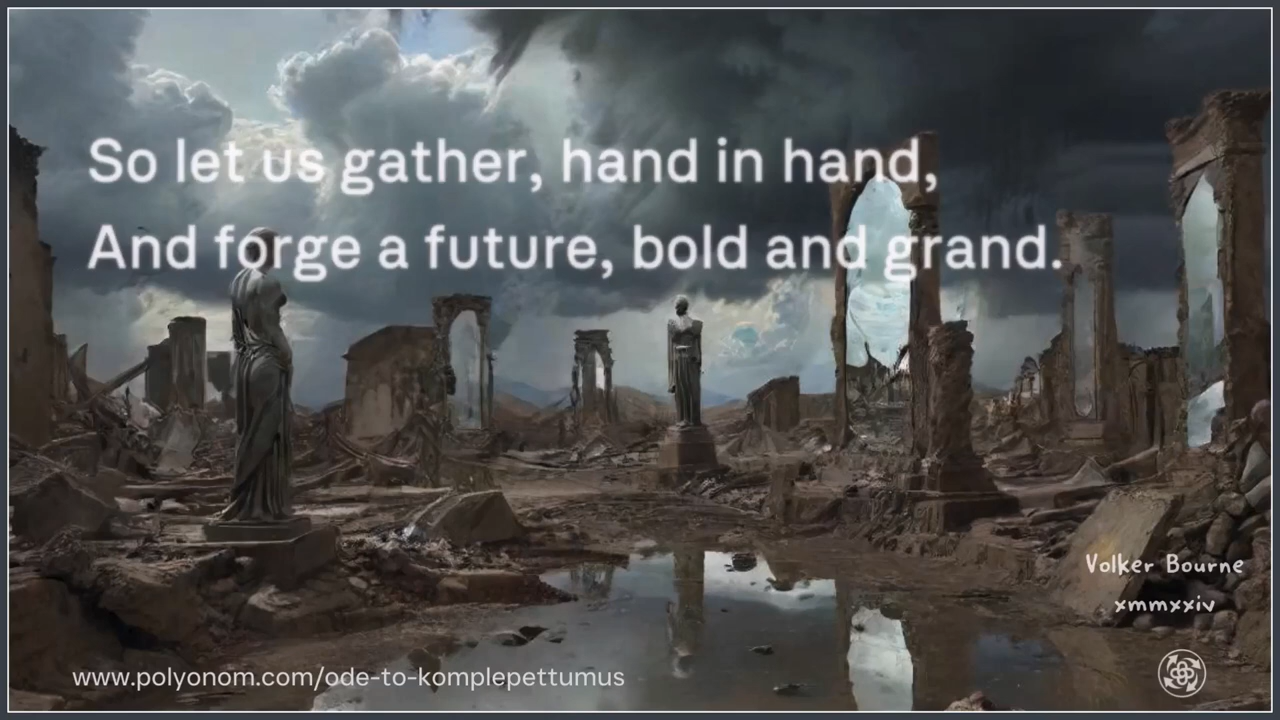 So let us gather, hand in hand,
And forge a future, bold and grand.
Volker Bourne
xmmxxiv
www.polyonom.com/ode-to-komplepettumus